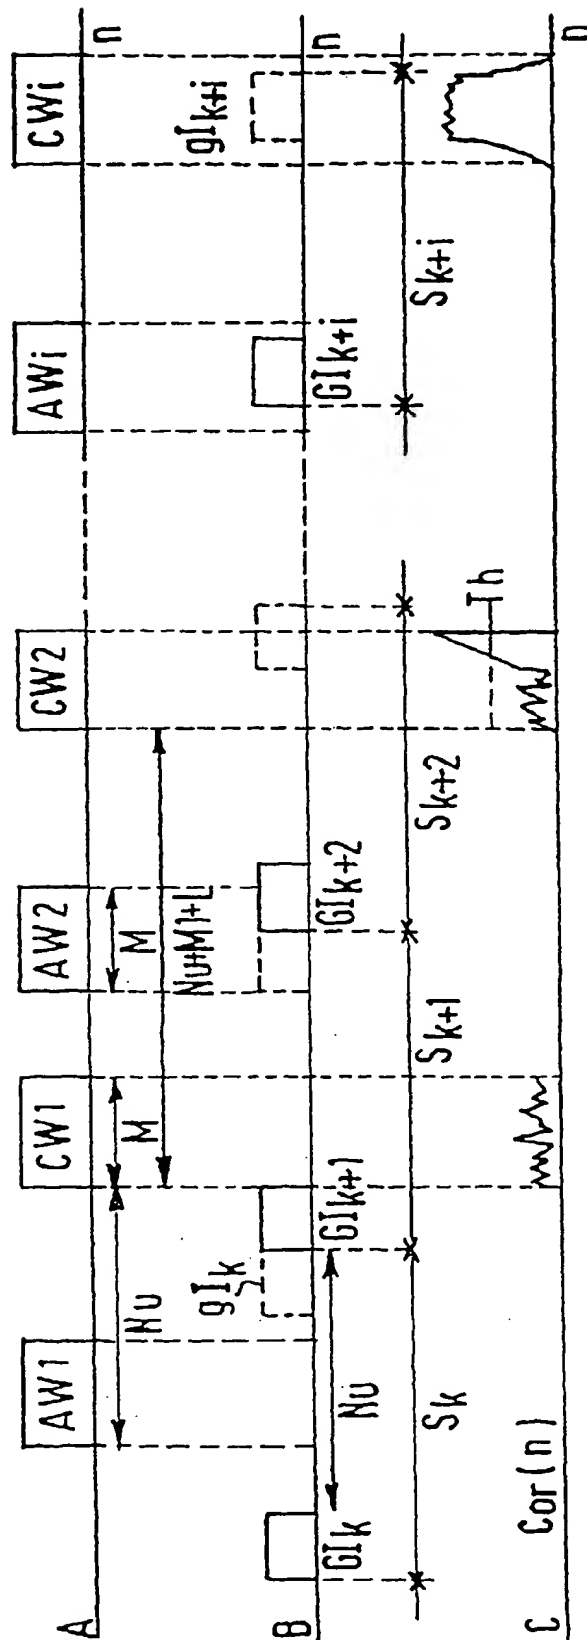 A
AW1
CW1
AW2
CW2
AWi
CWi
n
Nu
M
M
Nu+M1+L
B
GIk
gIk
GIk+1
GIk+2
GIk+i
gIk+i
n
Nu
Sk
Sk+1
Sk+2
Sk+i
C
Cor(n)
Th
n